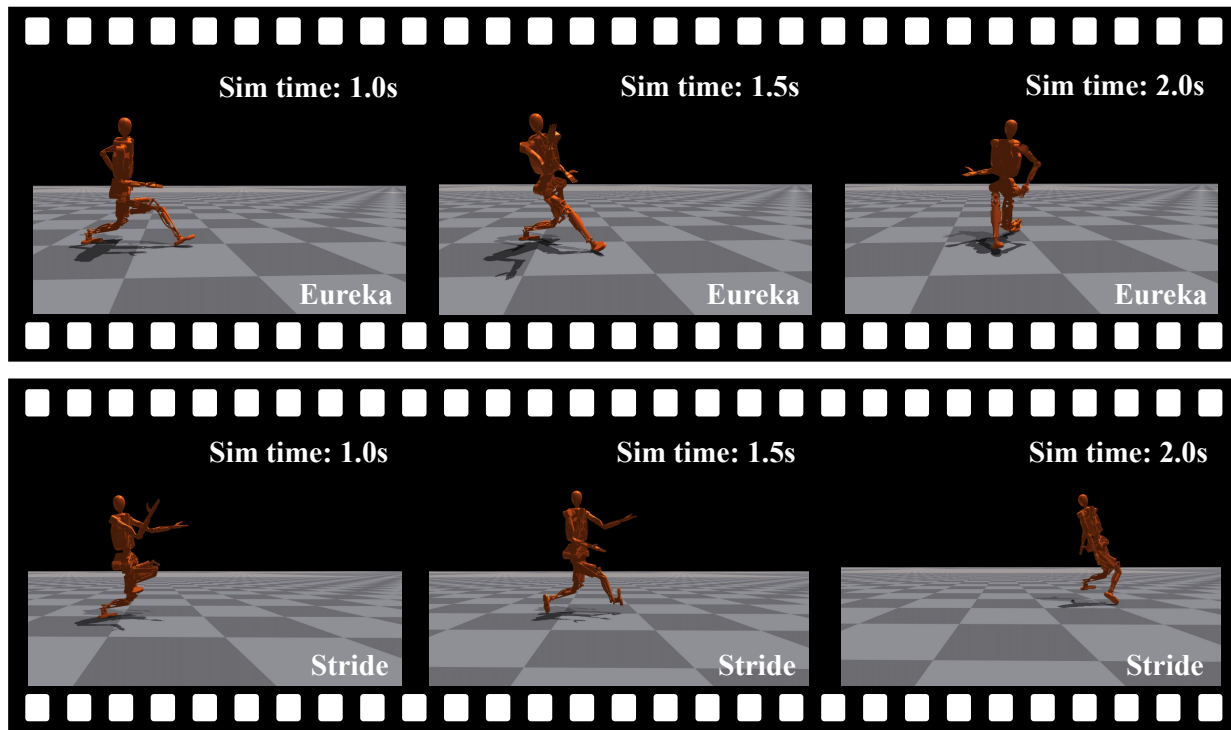 Sim time: 1.0s
Sim time: 1.5s
Sim time: 2.0s
Eureka
Eureka
Eureka
Sim time: 1.0s
Sim time: 1.5s
Sim time: 2.0s
Stride
Stride
Stride